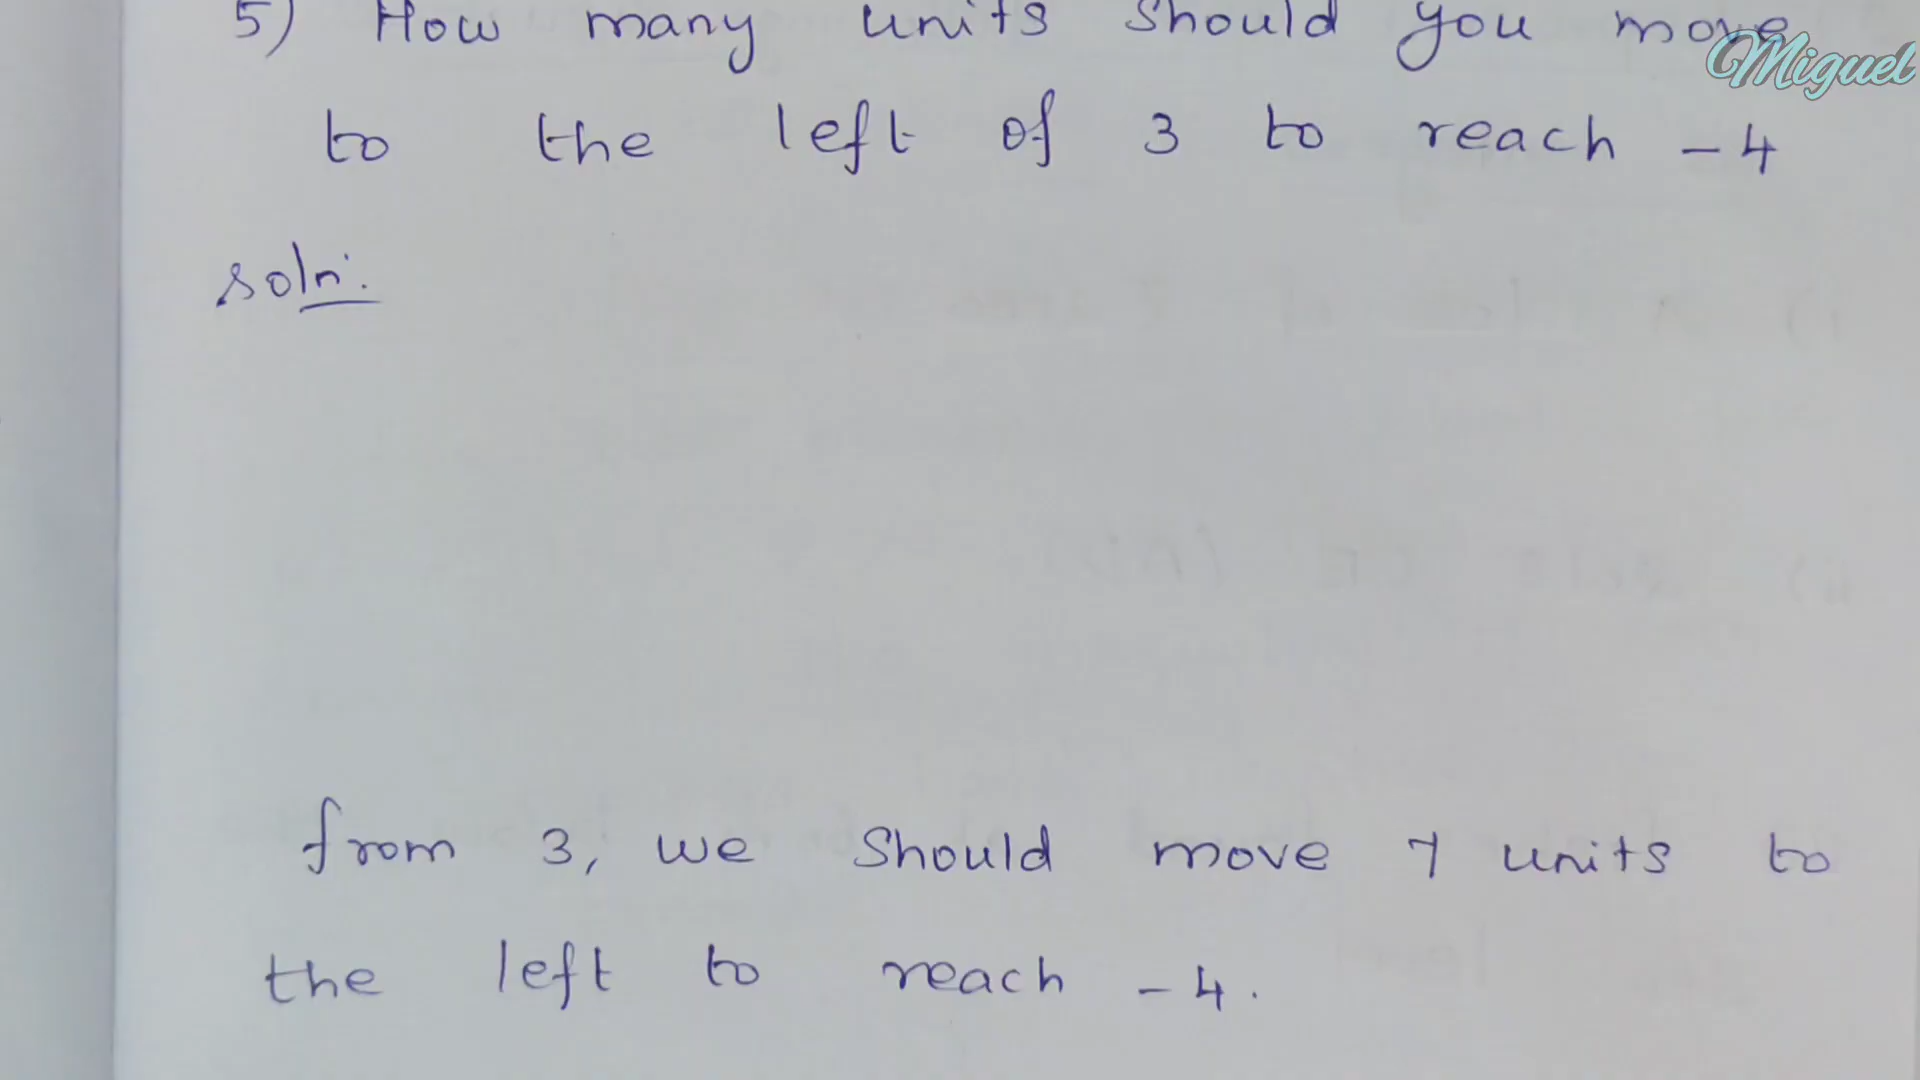 5) How many units should you move
Miguel
to the left of 3 to reach -4
soln:
from 3, we should move 7 units to
the left to reach -4.